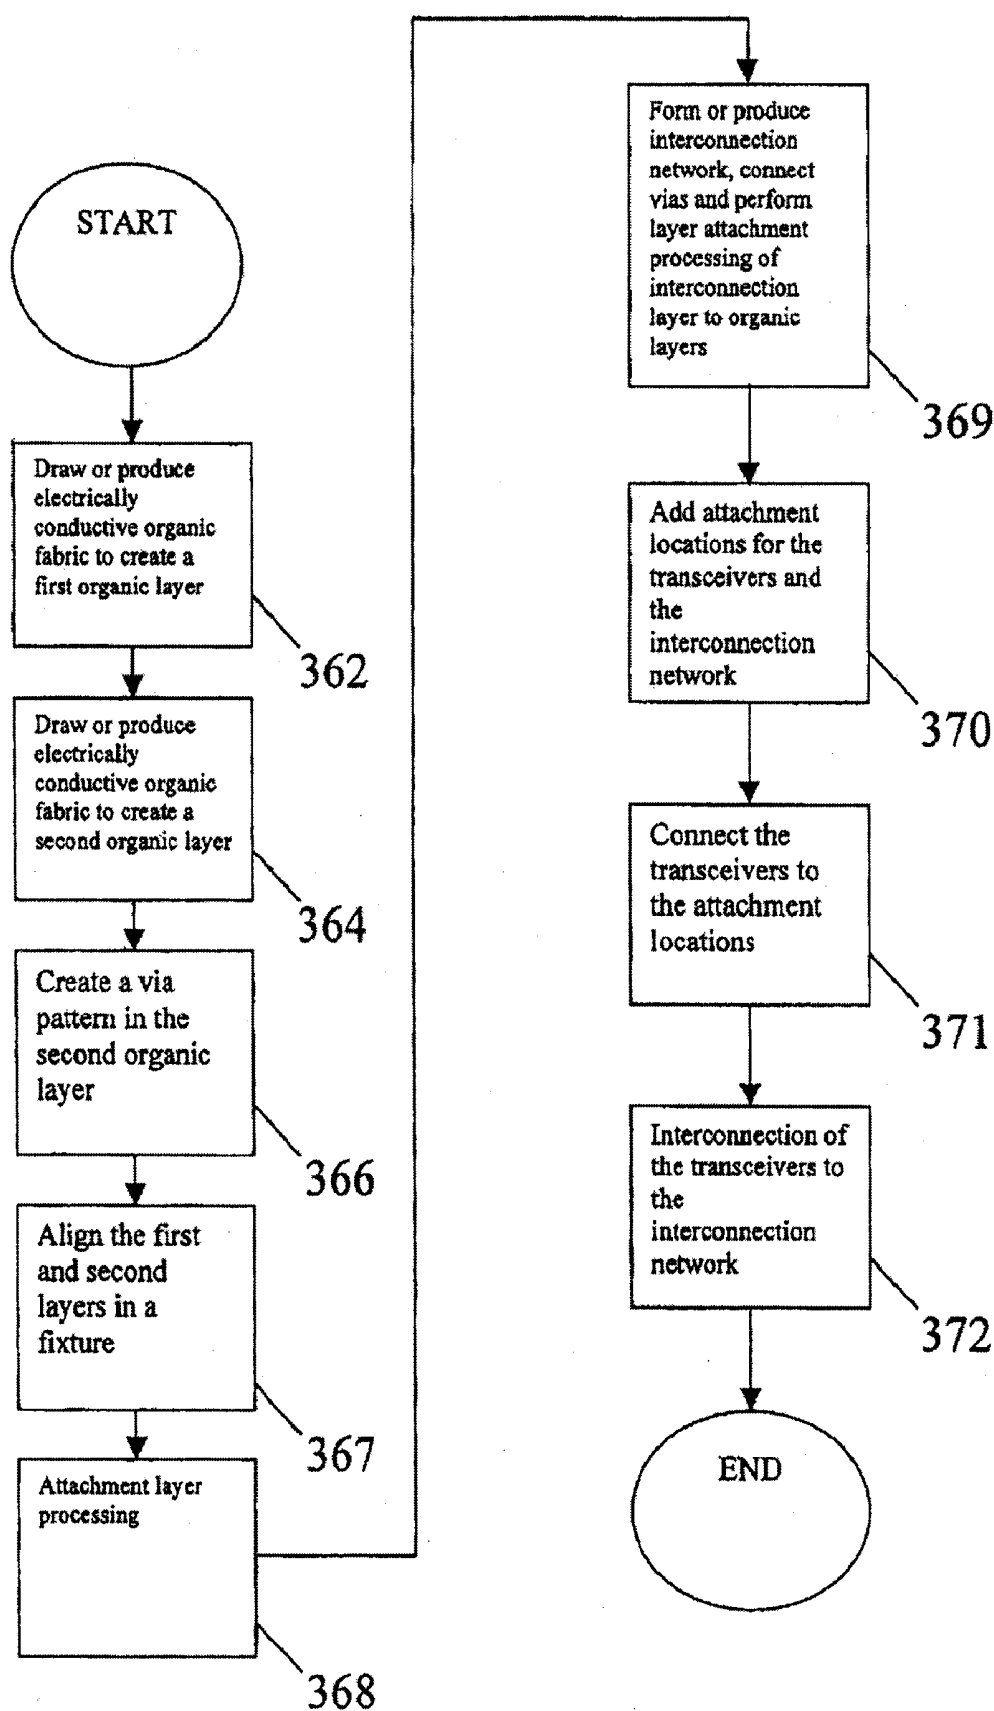 START
Draw or produce
electrically
conductive organic
fabric to create a
first organic layer
362
Draw or produce
electrically
conductive organic
fabric to create a
second organic layer
364
Create a via
pattern in the
second organic
layer
366
Align the first
and second
layers in a
fixture
367
Attachment layer
processing
368
Form or produce
interconnection
network, connect
vias and perform
layer attachment
processing of
interconnection
layer to organic
layers
369
Add attachment
locations for the
transceivers and
the
interconnection
network
370
Connect the
transceivers to
the attachment
locations
371
Interconnection of
the transceivers to
the
interconnection
network
372
END